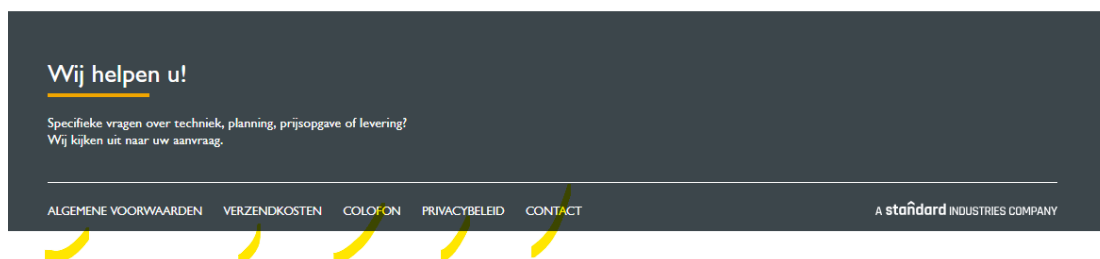 Wij helpen u!
Specifieke vragen over techniek, planning, prijsopgave of levering?
Wij kijken uit naar uw aanvraag.
ALGEMENE VOORWAARDEN VERZENDKOSTEN COLOFON PRIVACYBELEID CONTACT A standard INDUSTRIES COMPANY